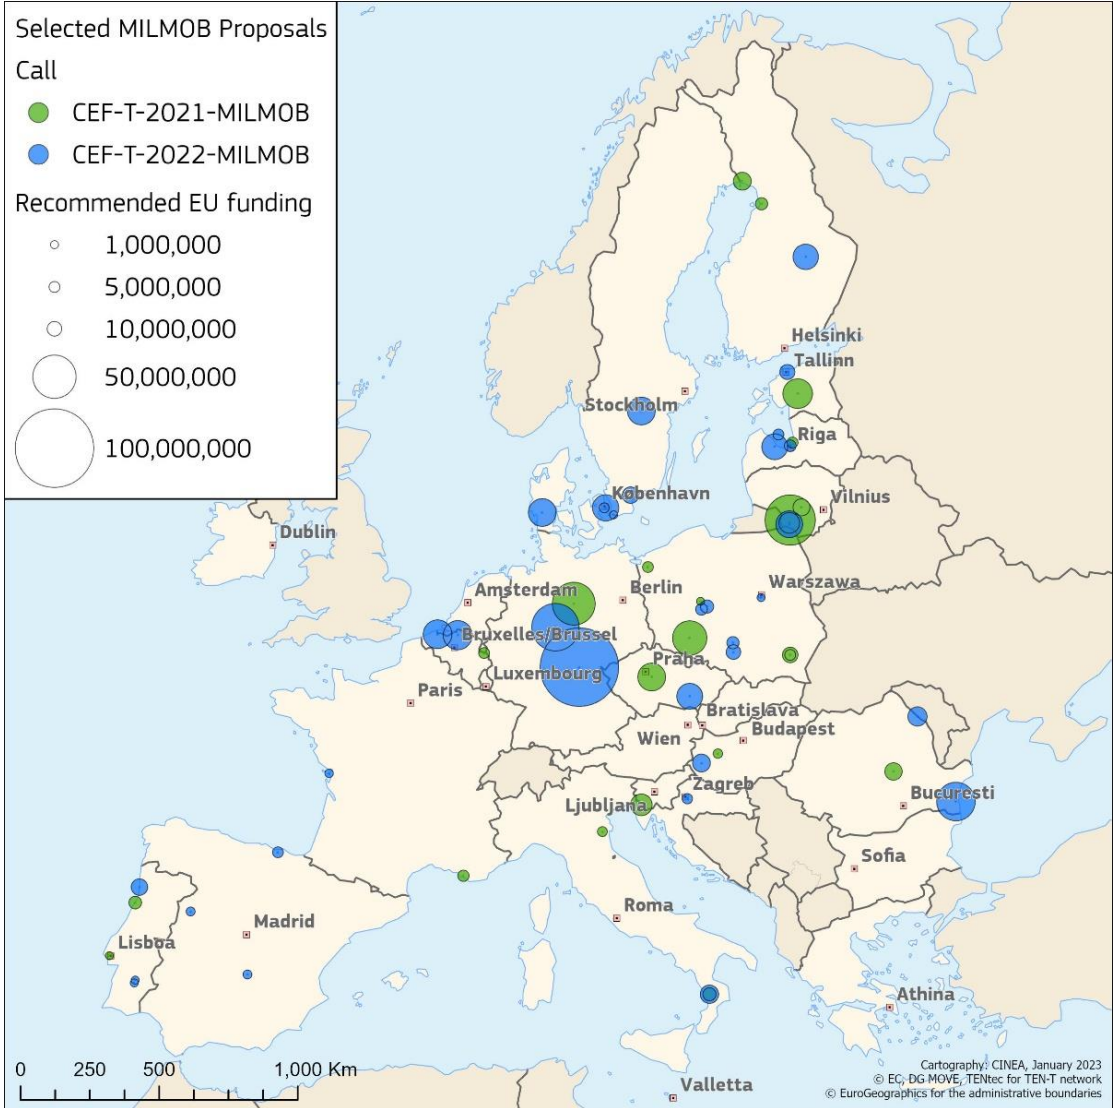 Selected MILMOB Proposals
Call
CEF-T-2021-MILMOB
CEF-T-2022-MILMOB
Recommended EU funding
1,000,000
5,000,000
10,000,000
50,000,000
100,000,000
Helsinki
Tallinn
Stockholm
Riga
København
Vilnius
Dublin
Amsterdam
Berlin
Warszawa
Bruxelles/Brussel
Luxembourg
Praha
Paris
Bratislava
Wien
Budapest
Zagreb
Ljubljana
Bucuresti
Sofia
Roma
Madrid
Lisboa
Athina
Valletta
0 250 500 1,000 Km
Cartography: CINEA, January 2023
© EC, DG MOVE, TENtec for TEN-T network
© EuroGeographics for the administrative boundaries